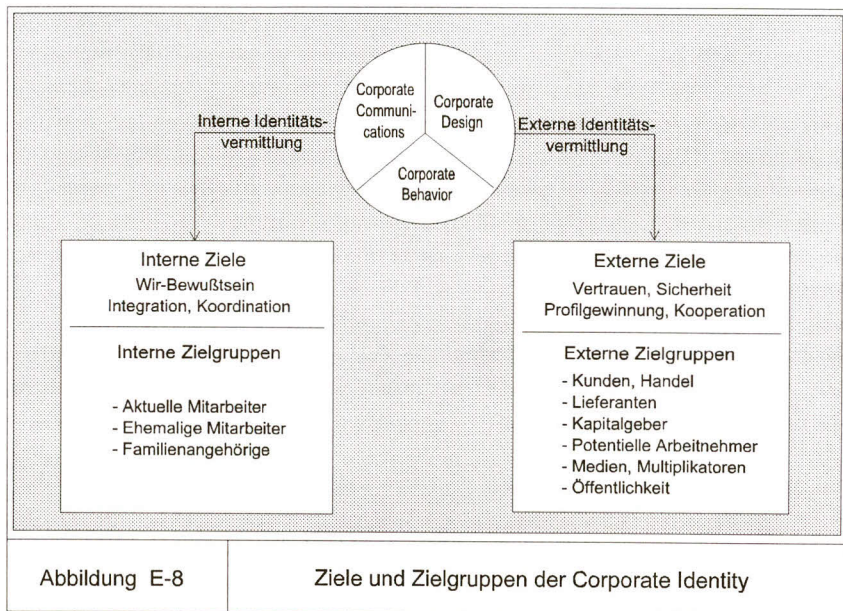 Corporate
Communi-
cations
Corporate
Design
Corporate
Behavior
Interne Identitäts-
vermittlung
Externe Identitäts-
vermittlung
Interne Ziele
Wir-Bewußtsein
Integration, Koordination
Interne Zielgruppen
- Aktuelle Mitarbeiter
- Ehemalige Mitarbeiter
- Familienangehörige
Externe Ziele
Vertrauen, Sicherheit
Profilgewinnung, Kooperation
Externe Zielgruppen
- Kunden, Handel
- Lieferanten
- Kapitalgeber
- Potentielle Arbeitnehmer
- Medien, Multiplikatoren
- Öffentlichkeit
Abbildung E-8
Ziele und Zielgruppen der Corporate Identity